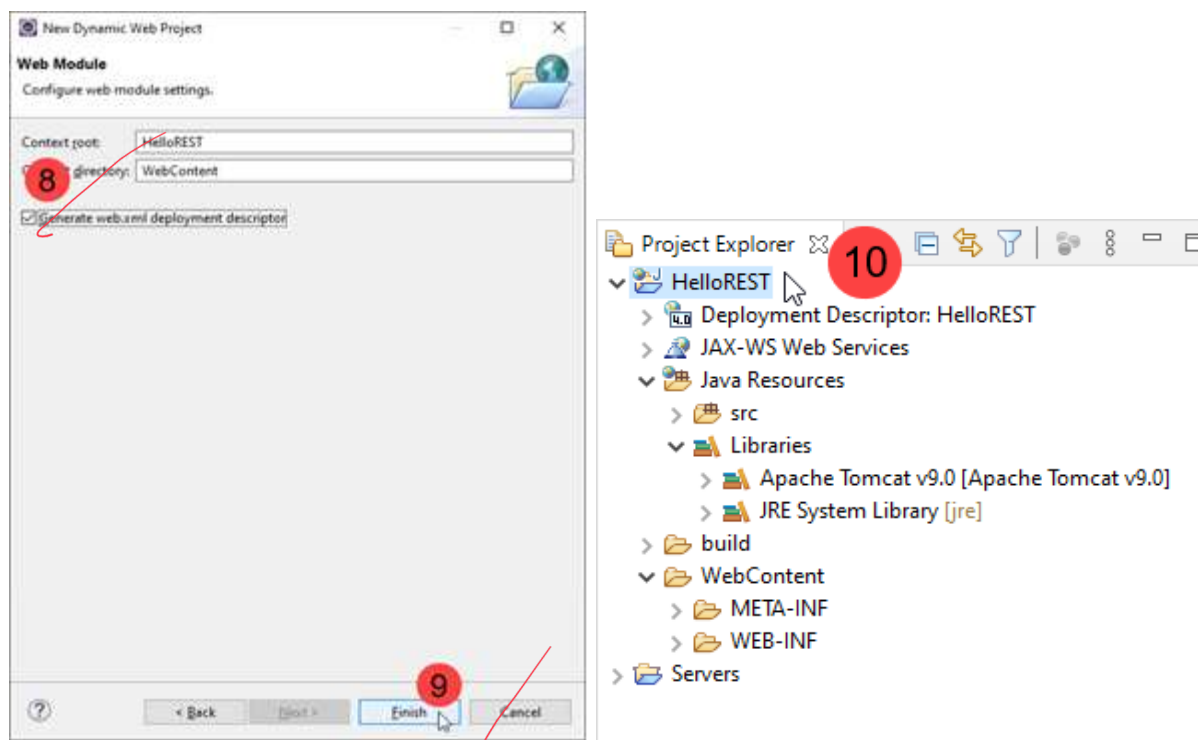 New Dynamic Web Project
Web Module
Configure web module settings.
Context root: HelloREST
directory: WebContent
8
Generate web.xml deployment descriptor
9
< Back Next > Finish Cancel
Project Explorer
10
HelloREST
4.0 Deployment Descriptor: HelloREST
JAX-WS Web Services
Java Resources
src
Libraries
Apache Tomcat v9.0 [Apache Tomcat v9.0]
JRE System Library [jre]
build
WebContent
META-INF
WEB-INF
Servers